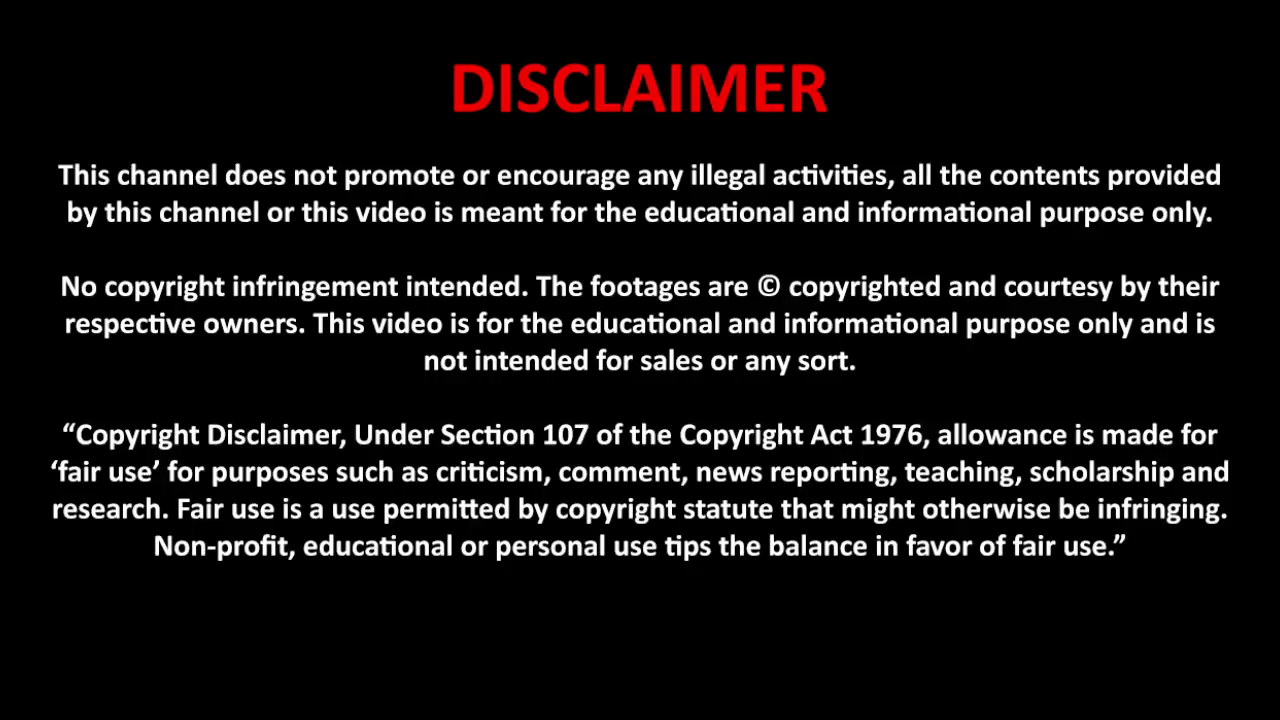 DISCLAIMER
This channel does not promote or encourage any illegal activities, all the contents provided
by this channel or this video is meant for the educational and informational purpose only.
No copyright infringement intended. The footages are © copyrighted and courtesy by their
respective owners. This video is for the educational and informational purpose only and is
not intended for sales or any sort.
“Copyright Disclaimer, Under Section 107 of the Copyright Act 1976, allowance is made for
‘fair use’ for purposes such as criticism, comment, news reporting, teaching, scholarship and
research. Fair use is a use permitted by copyright statute that might otherwise be infringing.
Non-profit, educational or personal use tips the balance in favor of fair use.”